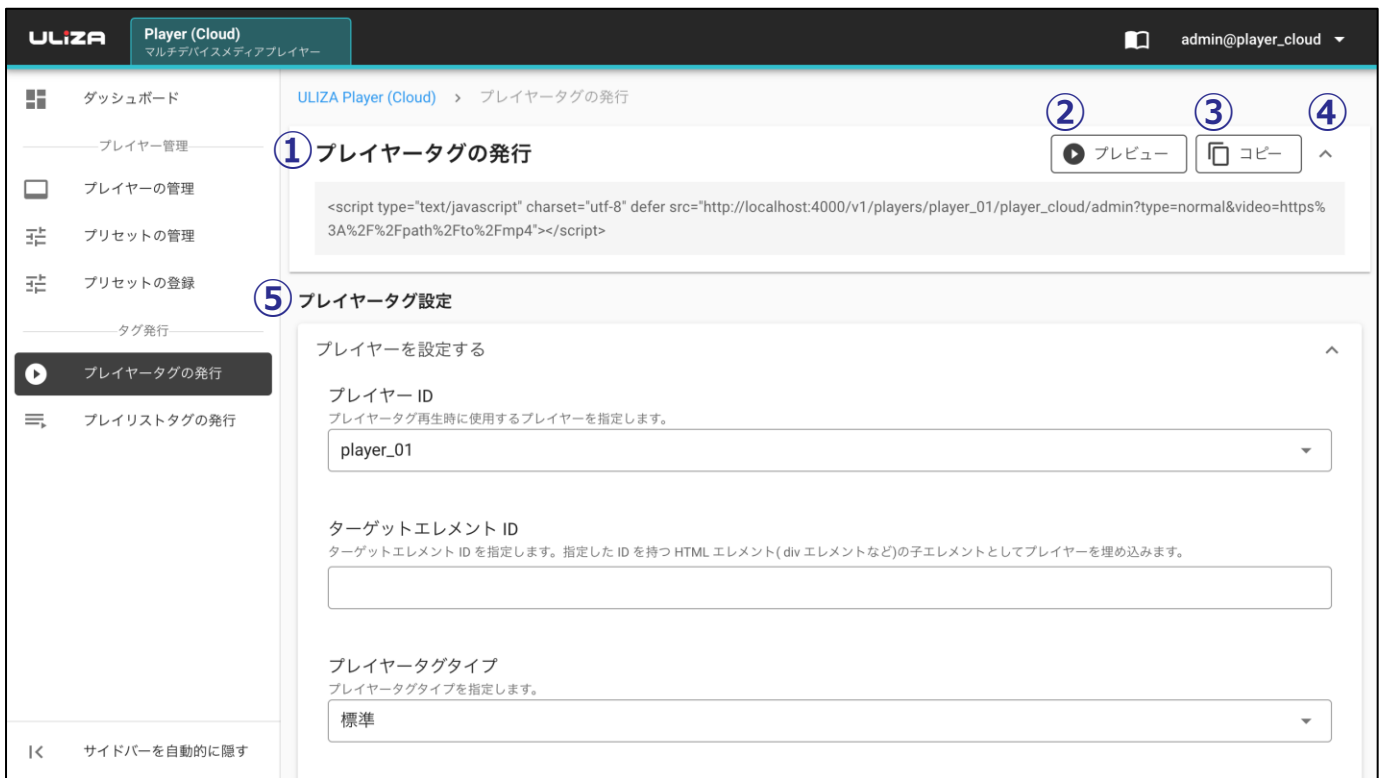 ULIZA
Player (Cloud)
マルチデバイスメディアプレイヤー
admin@player_cloud
ダッシュボード
プレイヤー管理
プレイヤーの管理
プリセットの管理
プリセットの登録
タグ発行
プレイヤータグの発行
プレイリストタグの発行
サイドバーを自動的に隠す
ULIZA Player (Cloud) › プレイヤータグの発行
② ③ ④
① プレイヤータグの発行 プレビュー コピー
<script type="text/javascript" charset="utf-8" defer src="http://localhost:4000/v1/players/player_01/player_cloud/admin?type=normal&video=https%
3A%2F%2Fpath%2Fto%2Fmp4"></script>
⑤ プレイヤータグ設定
プレイヤーを設定する
プレイヤー ID
プレイヤータグ再生時に使用するプレイヤーを指定します。
player_01
ターゲットエレメント ID
ターゲットエレメント ID を指定します。指定した ID を持つ HTML エレメント( div エレメントなど)の子エレメントとしてプレイヤーを埋め込みます。
プレイヤータグタイプ
プレイヤータグタイプを指定します。
標準